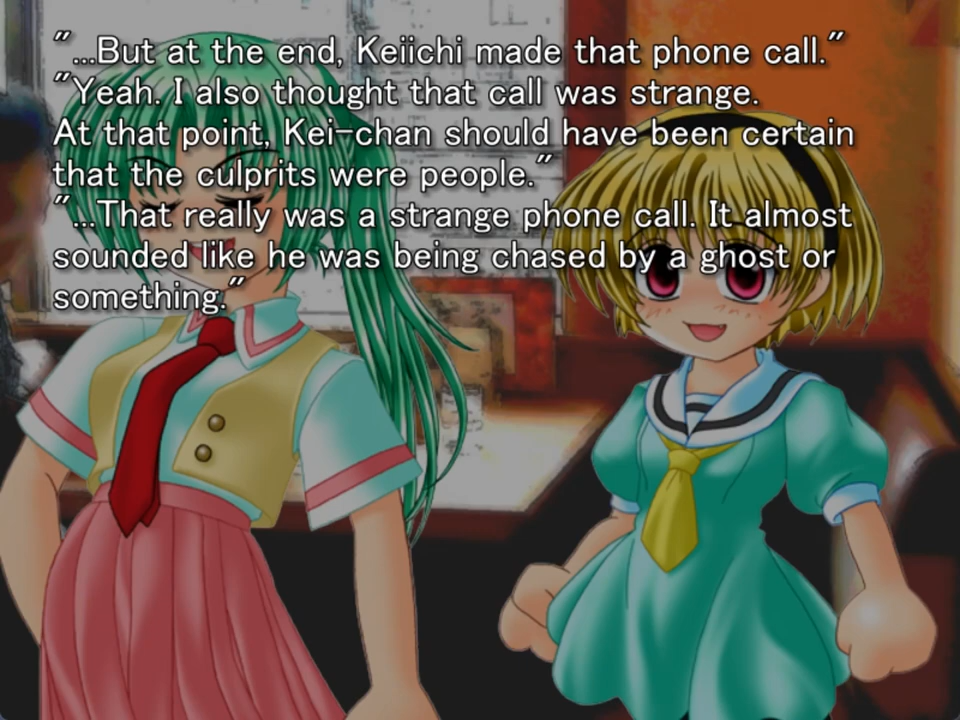 "...But at the end, Keiichi made that phone call."
"Yeah. I also thought that call was strange.
At that point, Kei-chan should have been certain
that the culprits were people."
"...That really was a strange phone call. It almost
sounded like he was being chased by a ghost or
something."